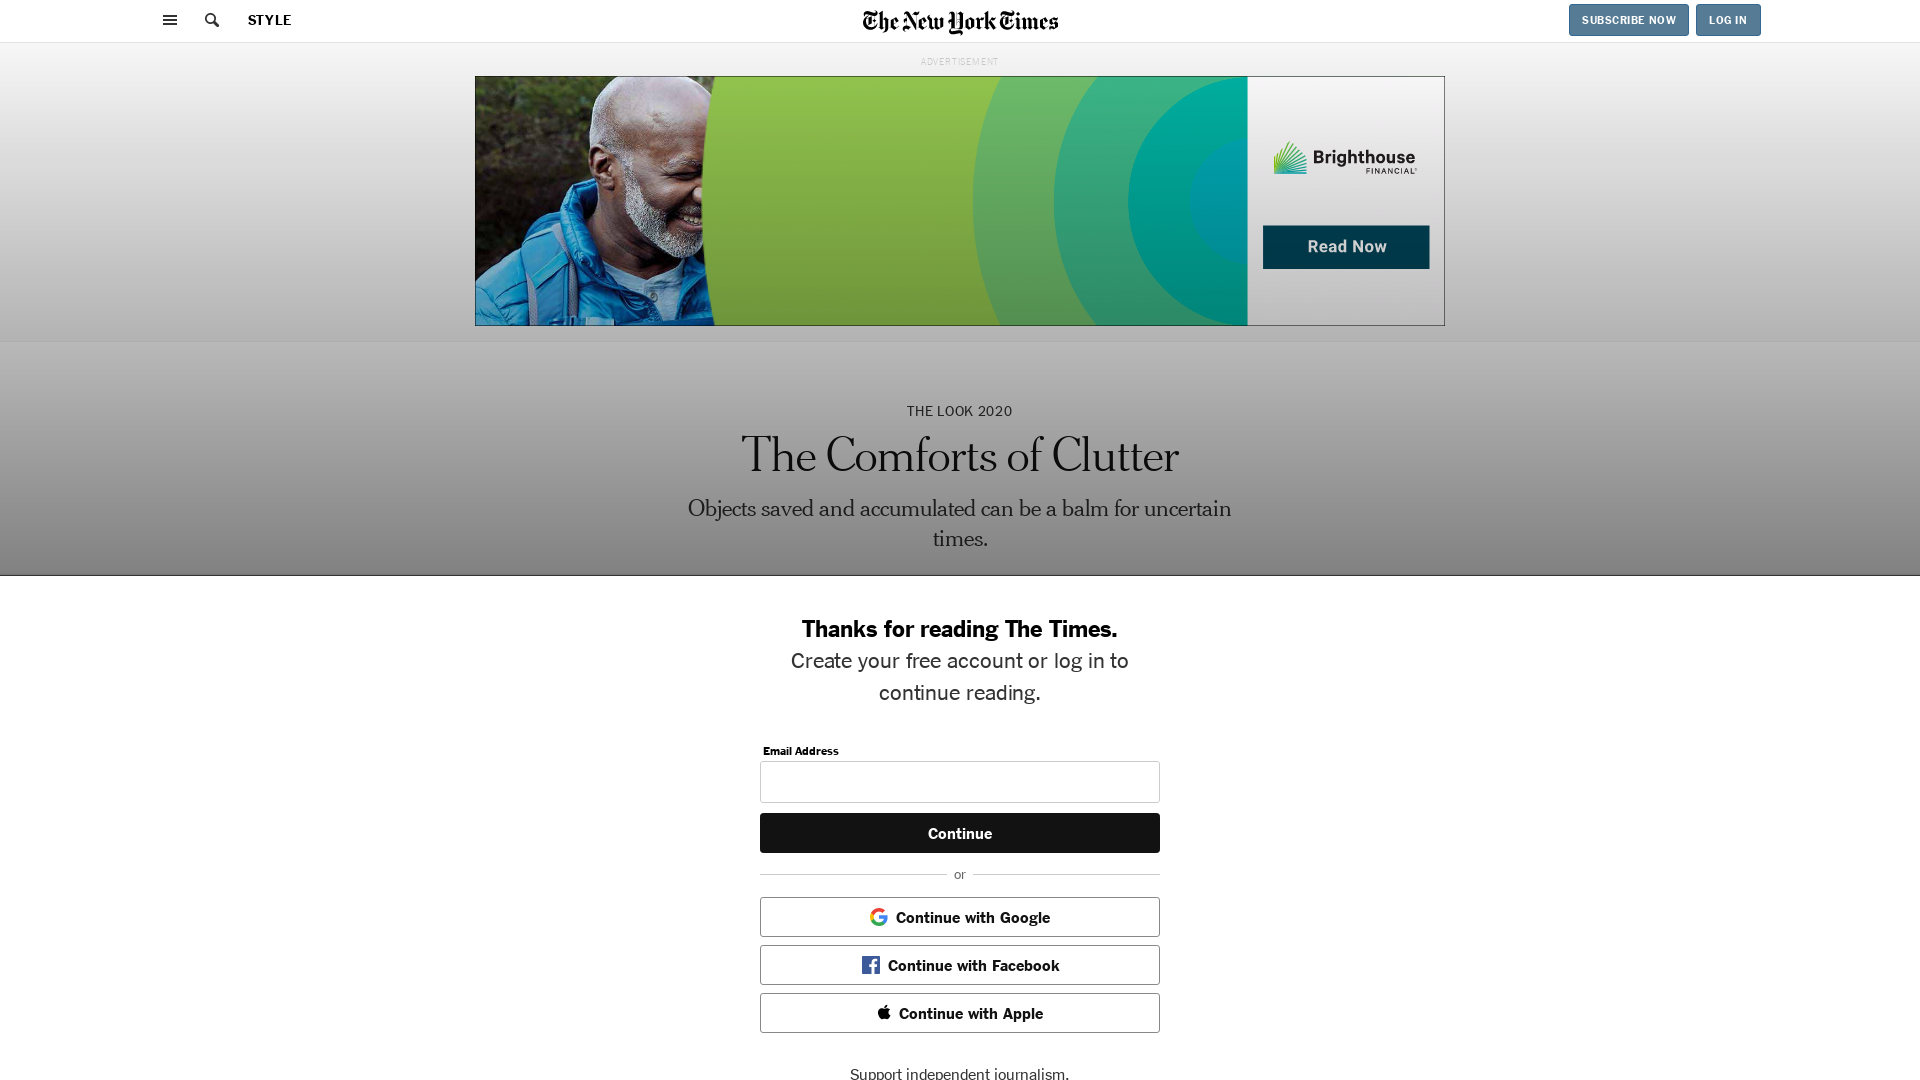 STYLE
The New York Times
SUBSCRIBE NOW
LOG IN
ADVERTISEMENT
Brighthouse
FINANCIAL
Read Now
THE LOOK 2020
The Comforts of Clutter
Objects saved and accumulated can be a balm for uncertain
times.
Thanks for reading The Times.
Create your free account or log in to
continue reading.
Email Address
Continue
or
Continue with Google
Continue with Facebook
Continue with Apple
Support independent journalism.